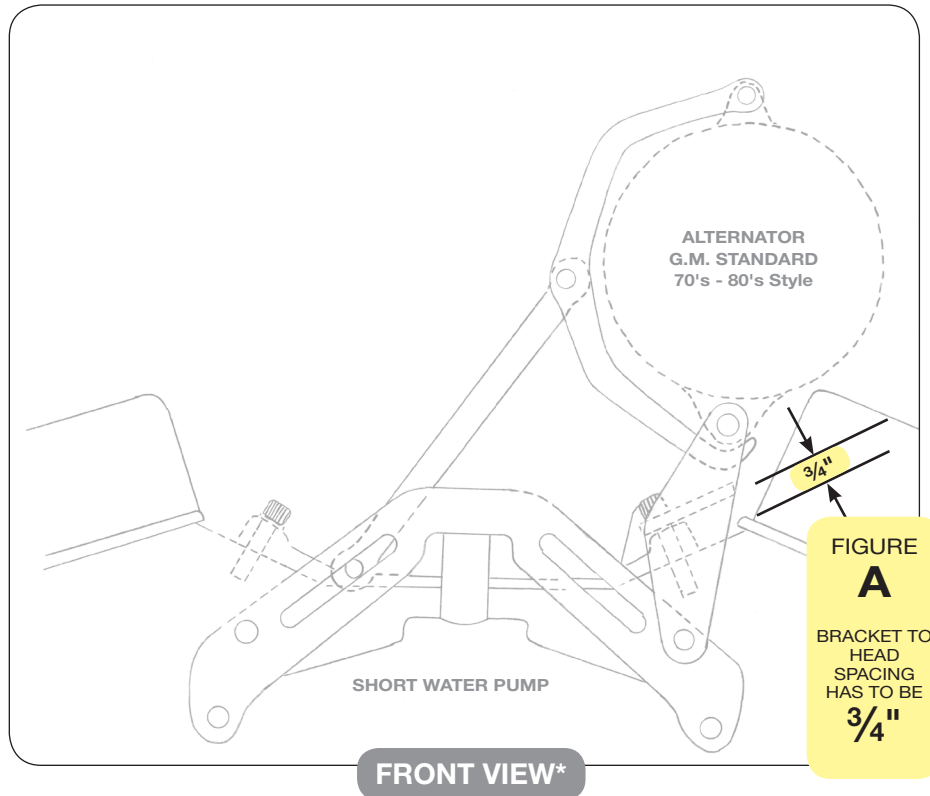 ALTERNATOR
G.M. STANDARD
70's - 80's Style
3/4"
FIGURE
A
BRACKET TO
HEAD
SPACING
HAS TO BE
3/4"
SHORT WATER PUMP
FRONT VIEW*